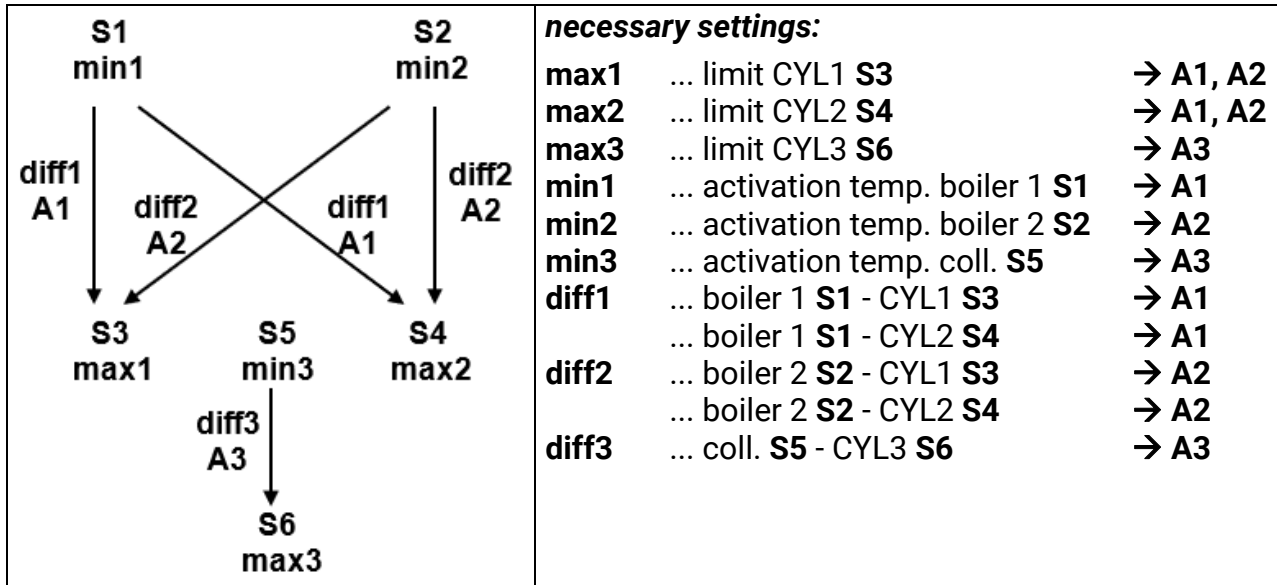 S1 S2
min1 min2
diff1 diff2
A1 diff2 diff1 A2
A2 A1
S3 S5 S4
max1 min3 max2
diff3
A3
S6
max3
necessary settings:
max1 ... limit CYL1 S3 → A1, A2
max2 ... limit CYL2 S4 → A1, A2
max3 ... limit CYL3 S6 → A3
min1 ... activation temp. boiler 1 S1 → A1
min2 ... activation temp. boiler 2 S2 → A2
min3 ... activation temp. coll. S5 → A3
diff1 ... boiler 1 S1 - CYL1 S3 → A1
... boiler 1 S1 - CYL2 S4 → A1
diff2 ... boiler 2 S2 - CYL1 S3 → A2
... boiler 2 S2 - CYL2 S4 → A2
diff3 ... coll. S5 - CYL3 S6 → A3